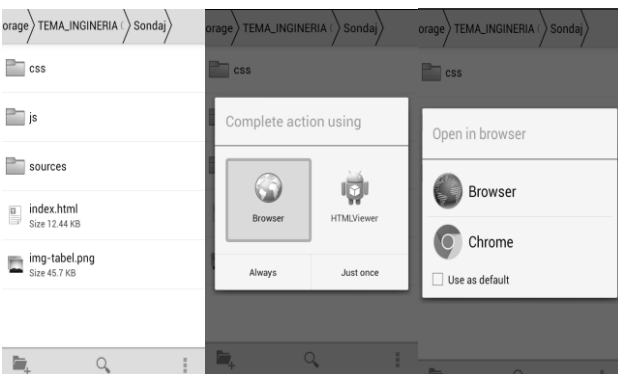 orage TEMA_INGINERIA ( Sondaj
css
js
sources
index.html
Size 12.44 KB
img-tabel.png
Size 45.7 KB
orage TEMA_INGINERIA ( Sondaj
css
Complete action using
Browser HTMLViewer
Always Just once
orage TEMA_INGINERIA ( Sondaj
css
Open in browser
Browser
Chrome
Use as default